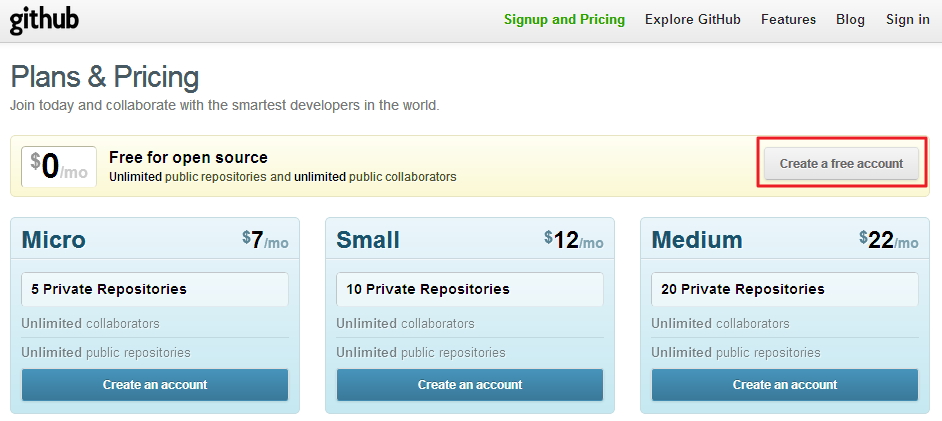 github
Signup and Pricing Explore GitHub Features Blog Sign in
Plans & Pricing
Join today and collaborate with the smartest developers in the world.
$0/mo
Free for open source
Unlimited public repositories and unlimited public collaborators
Create a free account
Micro $7/mo
5 Private Repositories
Unlimited collaborators
Unlimited public repositories
Create an account
Small $12/mo
10 Private Repositories
Unlimited collaborators
Unlimited public repositories
Create an account
Medium $22/mo
20 Private Repositories
Unlimited collaborators
Unlimited public repositories
Create an account